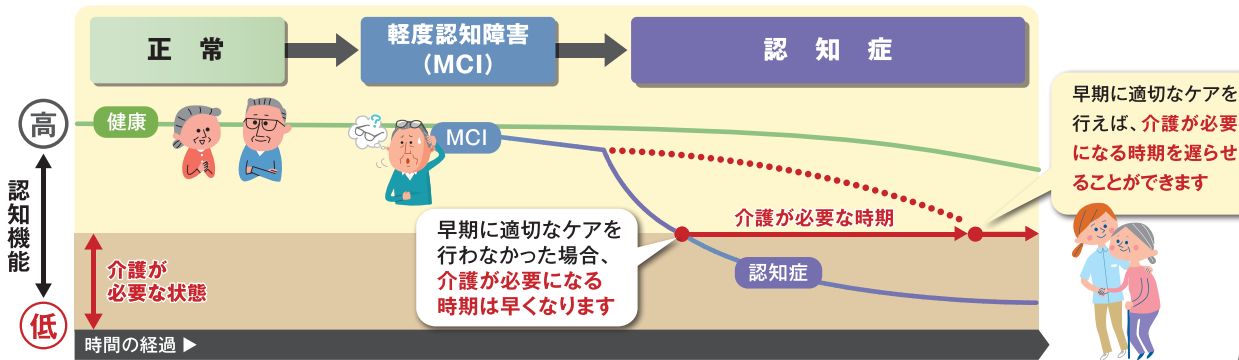 正常
軽度認知障害
(MCI)
認知症
高
認知機能
低
健康
?
MCI
早期に適切なケアを
行えば、介護が必要
になる時期を遅らせ
ることができます
介護が必要な時期
早期に適切なケアを
行わなかった場合、
介護が必要になる
時期は早くなります
認知症
介護が
必要な状態
時間の経過 ▶